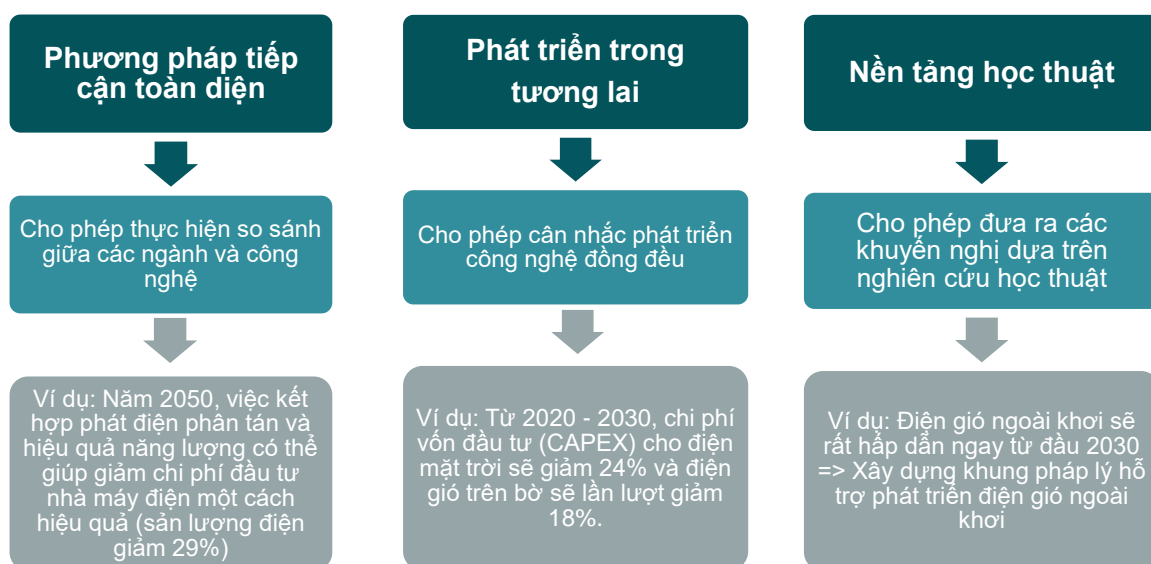 Phương pháp tiếp
cận toàn diện
Cho phép thực hiện so sánh
giữa các ngành và công
nghệ
Ví dụ: Năm 2050, việc kết
hợp phát điện phân tán và
hiệu quả năng lượng có thể
giúp giảm chi phí đầu tư
nhà máy điện một cách
hiệu quả (sản lượng điện
giảm 29%)
Phát triển trong
tương lai
Cho phép cân nhắc phát triển
công nghệ đồng đều
Ví dụ: Từ 2020 - 2030, chi phí
vốn đầu tư (CAPEX) cho điện
mặt trời sẽ giảm 24% và điện
gió trên bờ sẽ lần lượt giảm
18%.
Nền tảng học thuật
Cho phép đưa ra các
khuyến nghị dựa trên
nghiên cứu học thuật
Ví dụ: Điện gió ngoài khơi sẽ
rất hấp dẫn ngay từ đầu 2030
=> Xây dựng khung pháp lý hỗ
trợ phát triển điện gió ngoài
khơi